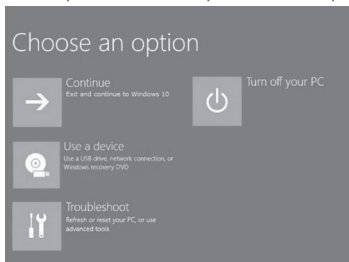 Choose an option
Continue
Exit and continue to Windows 10
Turn off your PC
Use a device
Use a USB drive, network connection, or
Windows recovery DVD
Troubleshoot
Refresh or reset your PC, or use
advanced tools